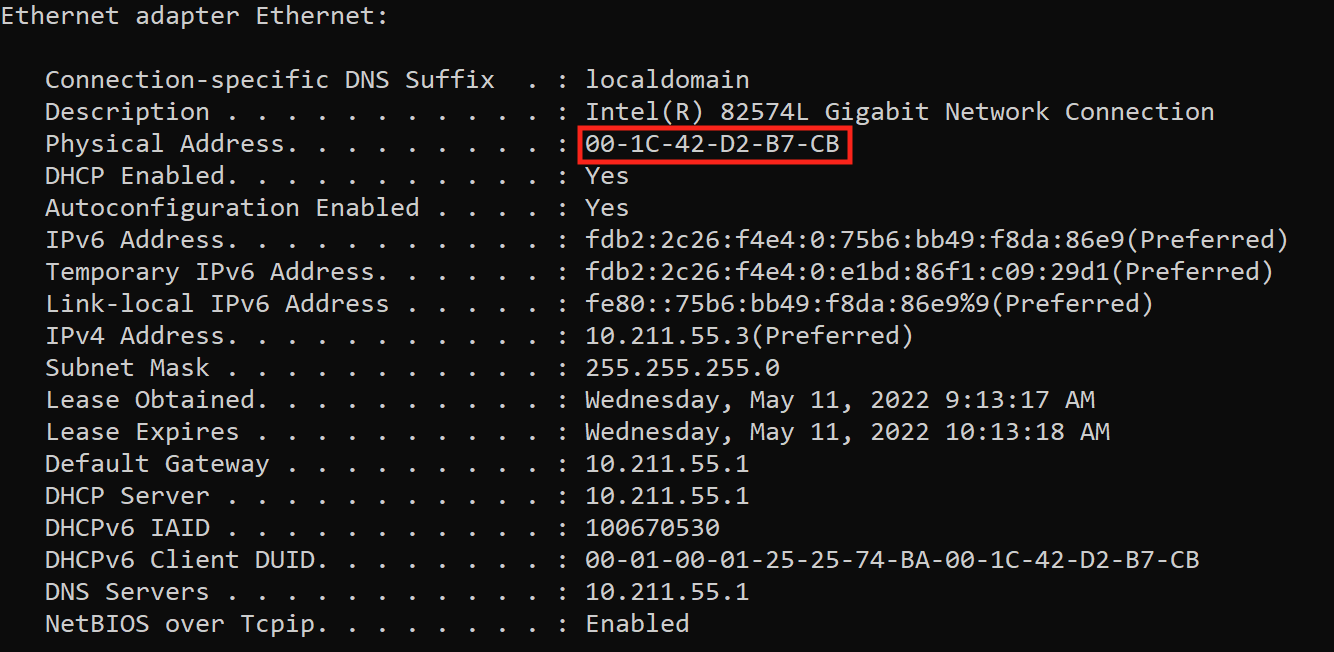 Ethernet adapter Ethernet:
Connection-specific DNS Suffix  . : localdomain
Description . . . . . . . . . . . : Intel(R) 82574L Gigabit Network Connection
Physical Address. . . . . . . . . : 00-1C-42-D2-B7-CB
DHCP Enabled. . . . . . . . . . . : Yes
Autoconfiguration Enabled . . . . : Yes
IPv6 Address. . . . . . . . . . . : fdb2:2c26:f4e4:0:75b6:bb49:f8da:86e9(Preferred)
Temporary IPv6 Address. . . . . . : fdb2:2c26:f4e4:0:e1bd:86f1:c09:29d1(Preferred)
Link-local IPv6 Address . . . . . : fe80::75b6:bb49:f8da:86e9%9(Preferred)
IPv4 Address. . . . . . . . . . . : 10.211.55.3(Preferred)
Subnet Mask . . . . . . . . . . . : 255.255.255.0
Lease Obtained. . . . . . . . . . : Wednesday, May 11, 2022 9:13:17 AM
Lease Expires . . . . . . . . . . : Wednesday, May 11, 2022 10:13:18 AM
Default Gateway . . . . . . . . . : 10.211.55.1
DHCP Server . . . . . . . . . . . : 10.211.55.1
DHCPv6 IAID . . . . . . . . . . . : 100670530
DHCPv6 Client DUID. . . . . . . . : 00-01-00-01-25-25-74-BA-00-1C-42-D2-B7-CB
DNS Servers . . . . . . . . . . . : 10.211.55.1
NetBIOS over Tcpip. . . . . . . . : Enabled